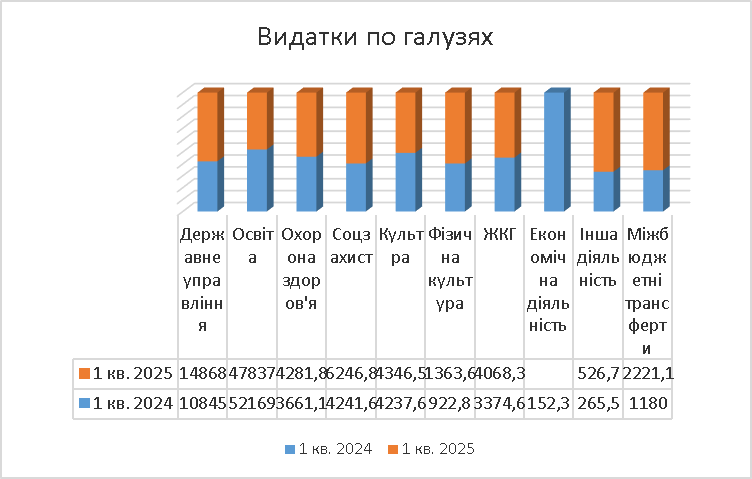 Видатки по галузях
Держ Освіт Охор Соцз Культ Фізич ЖКГ Екон Інша Міжб
авне а она ахист ура на оміч діяль юдж
упра здор культ на ність етні
влінн ов'я ура діяль транс
я ність ферт
и
1 кв. 2025 14868 47837 4281,8 6246,8 4346,5 1363,6 4068,3 526,7 2221,1
1 кв. 2024 10845 52169 3661,1 4241,6 4237,6 922,8 3374,6 152,3 265,5 1180
1 кв. 2024 1 кв. 2025